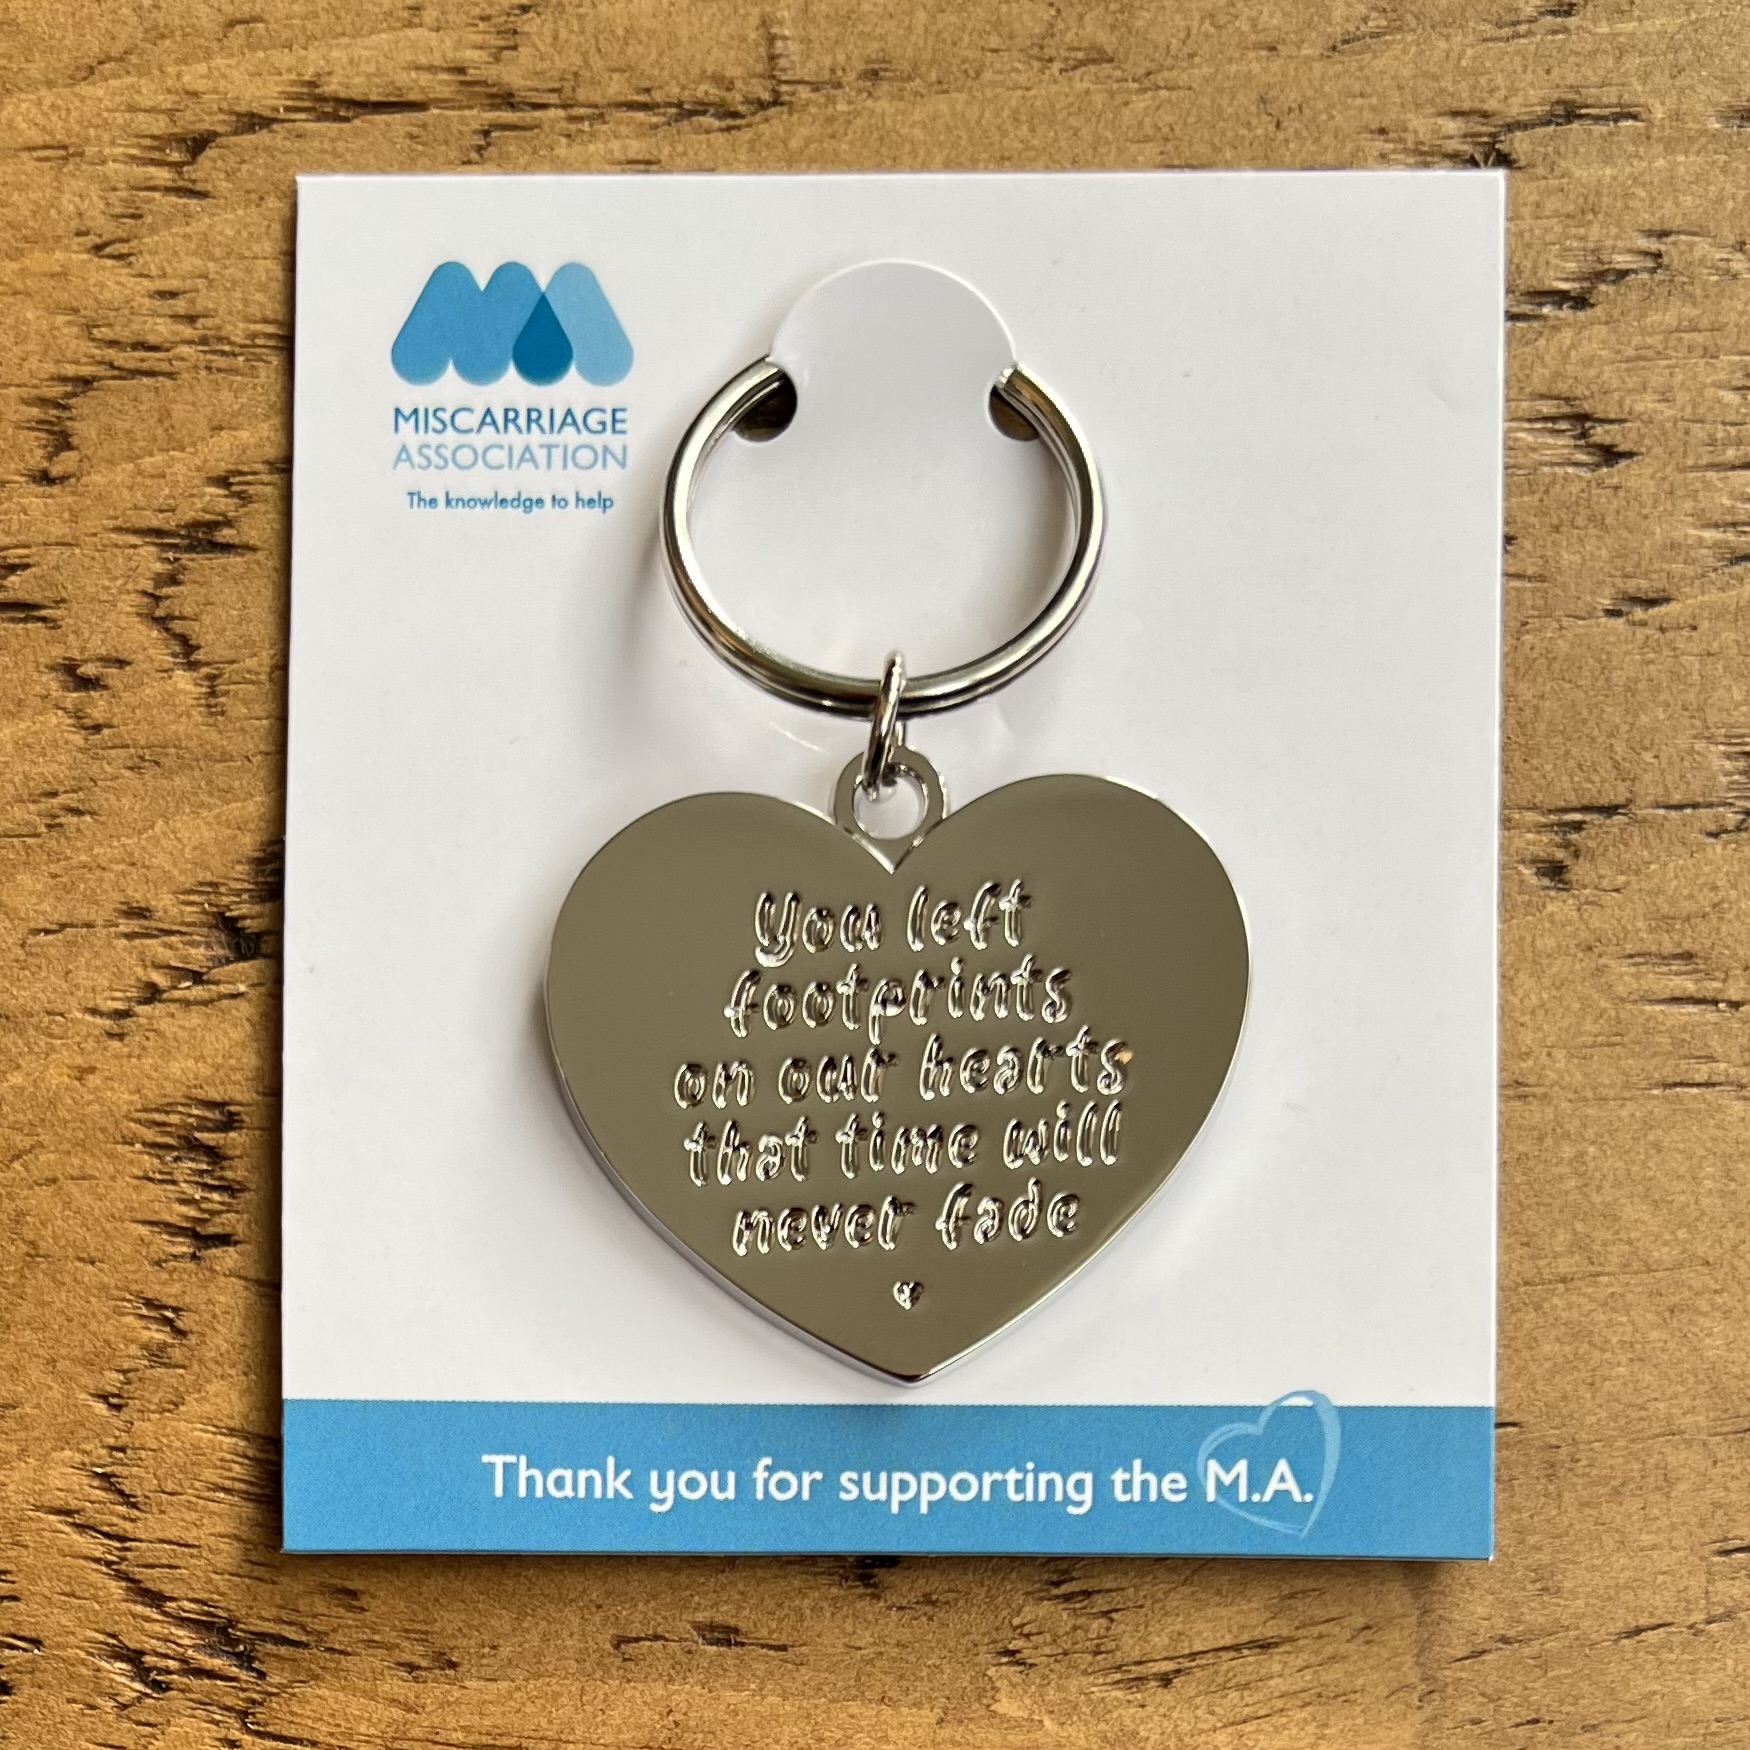 MISCARRIAGE
ASSOCIATION
The knowledge to help
You left
footprints
on our hearts
that time will
never fade
Thank you for supporting the M.A.